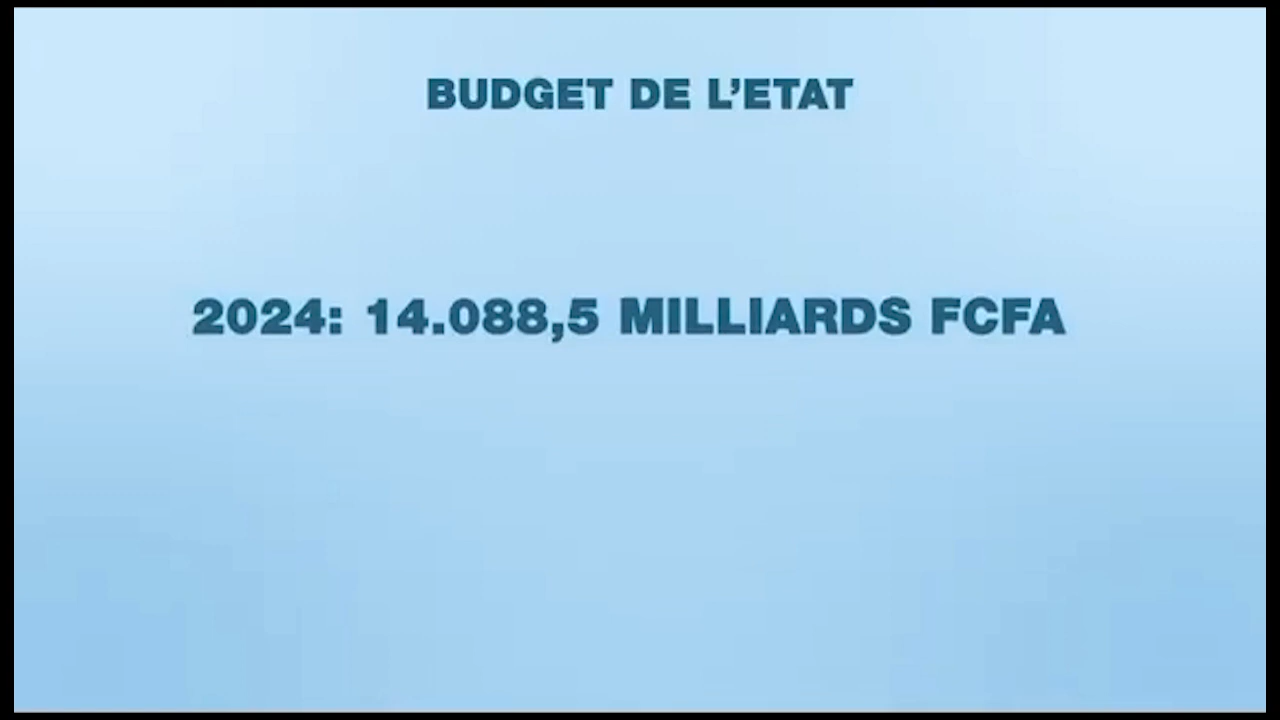 BUDGET DE L’ETAT
2024: 14.088,5 MILLIARDS FCFA